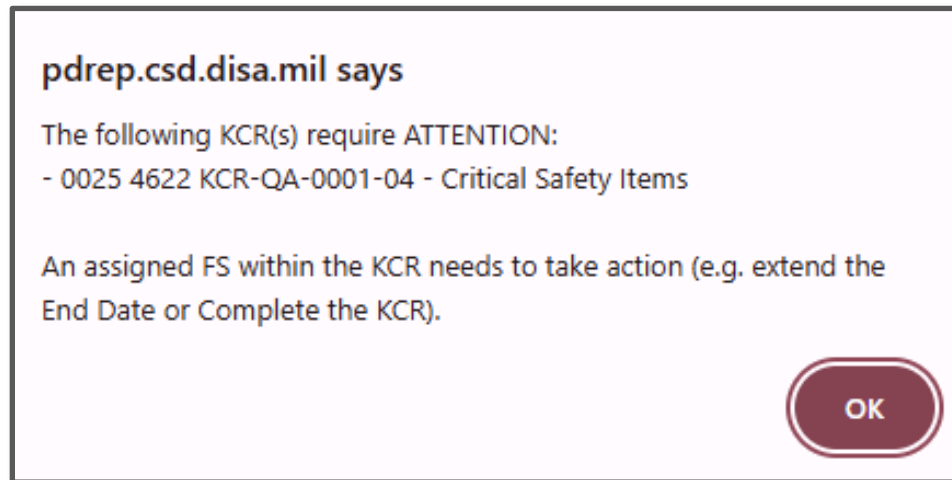 pdrep.csd.disa.mil says
The following KCR(s) require ATTENTION:
- 0025 4622 KCR-QA-0001-04 - Critical Safety Items
An assigned FS within the KCR needs to take action (e.g. extend the
End Date or Complete the KCR).
OK